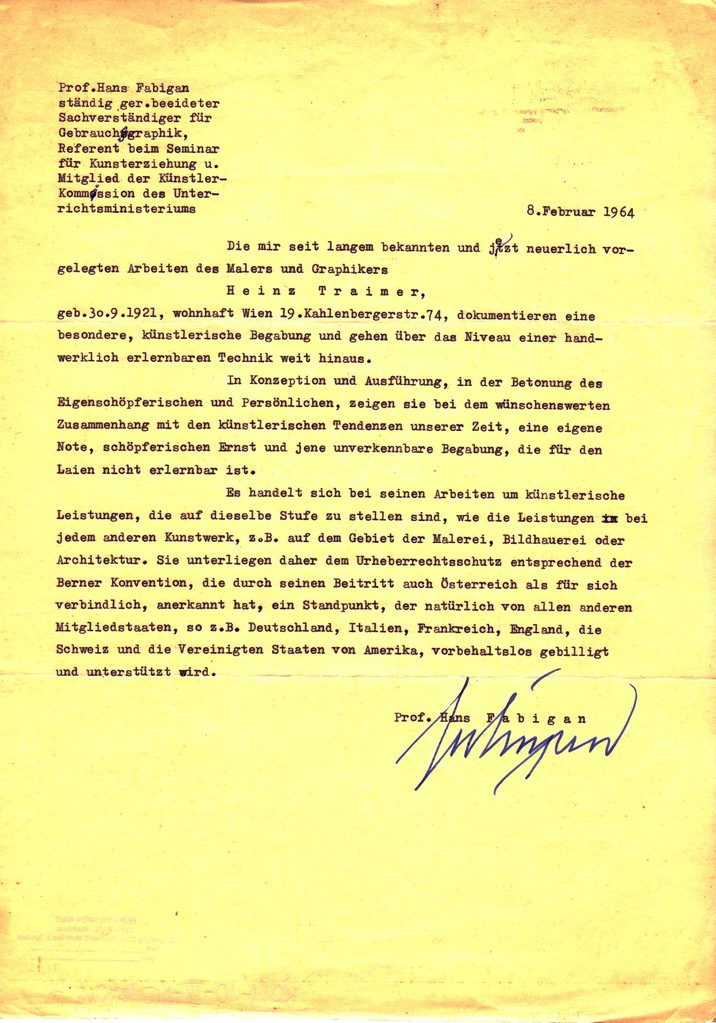 Prof.Hans Fabigan
ständig ger.beeideter
Sachverständiger für
Gebrauchsgraphik,
Referent beim Seminar
für Kunsterziehung u.
Mitglied der Künstler-
Kommission des Unter-
richtsministeriums
8.Februar 1964
Die mir seit langem bekannten und jetzt neuerlich vor-
gelegten Arbeiten des Malers und Graphikers
Heinz Traimer,
geb.3o.9.1921, wohnhaft Wien 19.Kahlenbergerstr.74, dokumentieren eine
besondere, künstlerische Begabung und gehen über das Niveau einer hand-
werklich erlernbaren Technik weit hinaus.
In Konzeption und Ausführung, in der Betonung des
Eigenschöpferischen und Persönlichen, zeigen sie bei dem wünschenswerten
Zusammenhang mit den künstlerischen Tendenzen unserer Zeit, eine eigene
Note, schöpferischen Ernst und jene unverkennbare Begabung, die für den
Laien nicht erlernbar ist.
Es handelt sich bei seinen Arbeiten um künstlerische
Leistungen, die auf dieselbe Stufe zu stellen sind, wie die Leistungen bei
jedem anderen Kunstwerk, z.B. auf dem Gebiet der Malerei, Bildhauerei oder
Architektur. Sie unterliegen daher dem Urheberrechtsschutz entsprechend der
Berner Konvention, die durch seinen Beitritt auch Österreich als für sich
verbindlich, anerkannt hat, ein Standpunkt, der natürlich von allen anderen
Mitgliedstaaten, so z.B. Deutschland, Italien, Frankreich, England, die
Schweiz und die Vereinigten Staaten von Amerika, vorbehaltslos gebilligt
und unterstützt wird.
Prof. Hans Fabigan